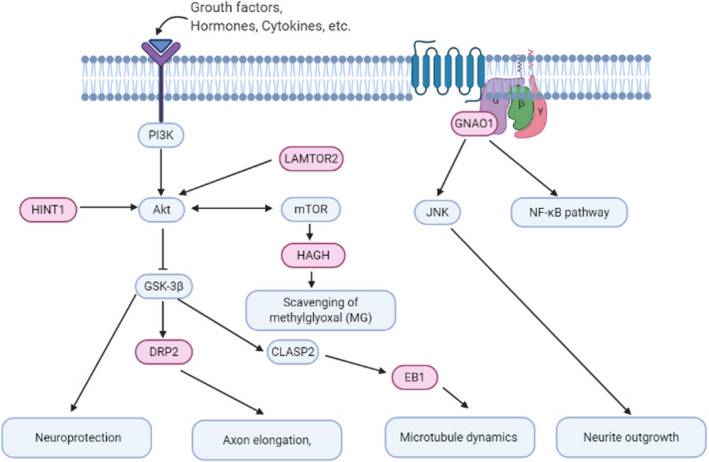 Grouth factors,
Hormones, Cytokines, etc.
α
β
γ
GNAO1
PI3K
LAMTOR2
HINT1
Akt
mTOR
JNK
NF-κB pathway
HAGH
GSK-3β
Scavenging of
methylglyoxal (MG)
DRP2
CLASP2
EB1
Neuroprotection
Axon elongation,
Microtubule dynamics
Neurite outgrowth